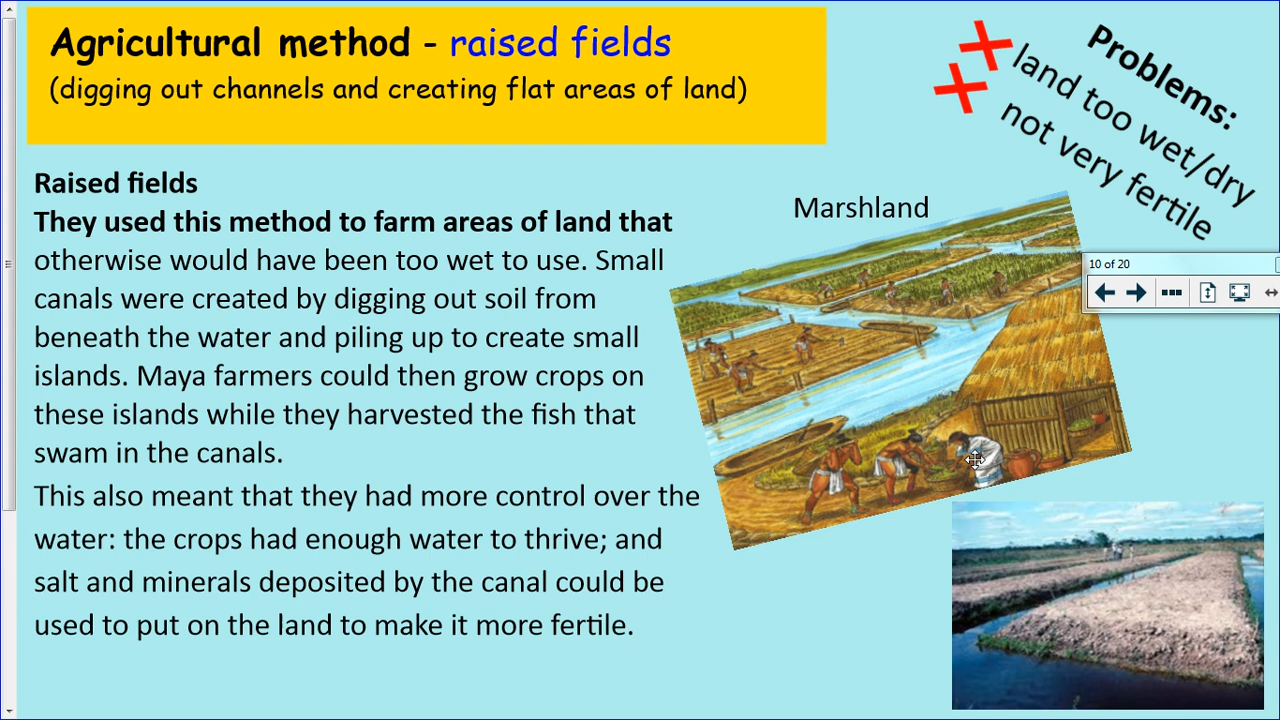 Agricultural method - raised fields
(digging out channels and creating flat areas of land)
Problems:
land too wet/dry
not very fertile
Raised fields
They used this method to farm areas of land that
otherwise would have been too wet to use. Small
canals were created by digging out soil from
beneath the water and piling up to create small
islands. Maya farmers could then grow crops on
these islands while they harvested the fish that
swam in the canals.
This also meant that they had more control over the
water: the crops had enough water to thrive; and
salt and minerals deposited by the canal could be
used to put on the land to make it more fertile.
Marshland
10 of 20